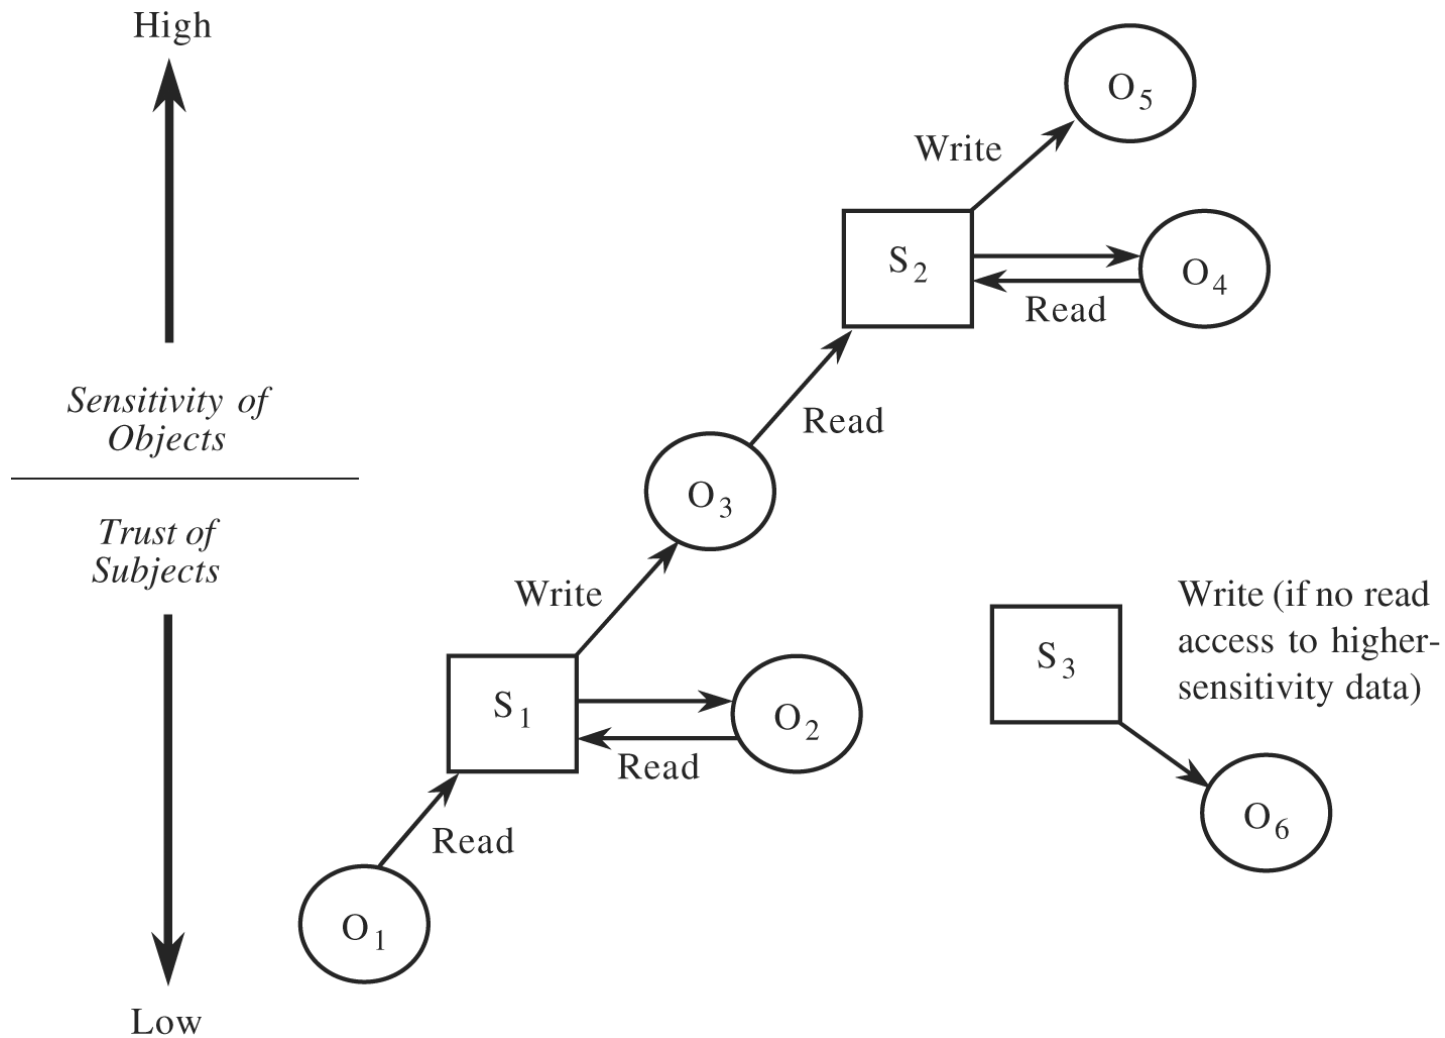 High
O5
Write
S2
O4
Read
Sensitivity of
Objects
Read
O3
Trust of
Subjects
Write
Write (if no read
access to higher-
sensitivity data)
S3
S1
O2
Read
O6
Read
O1
Low